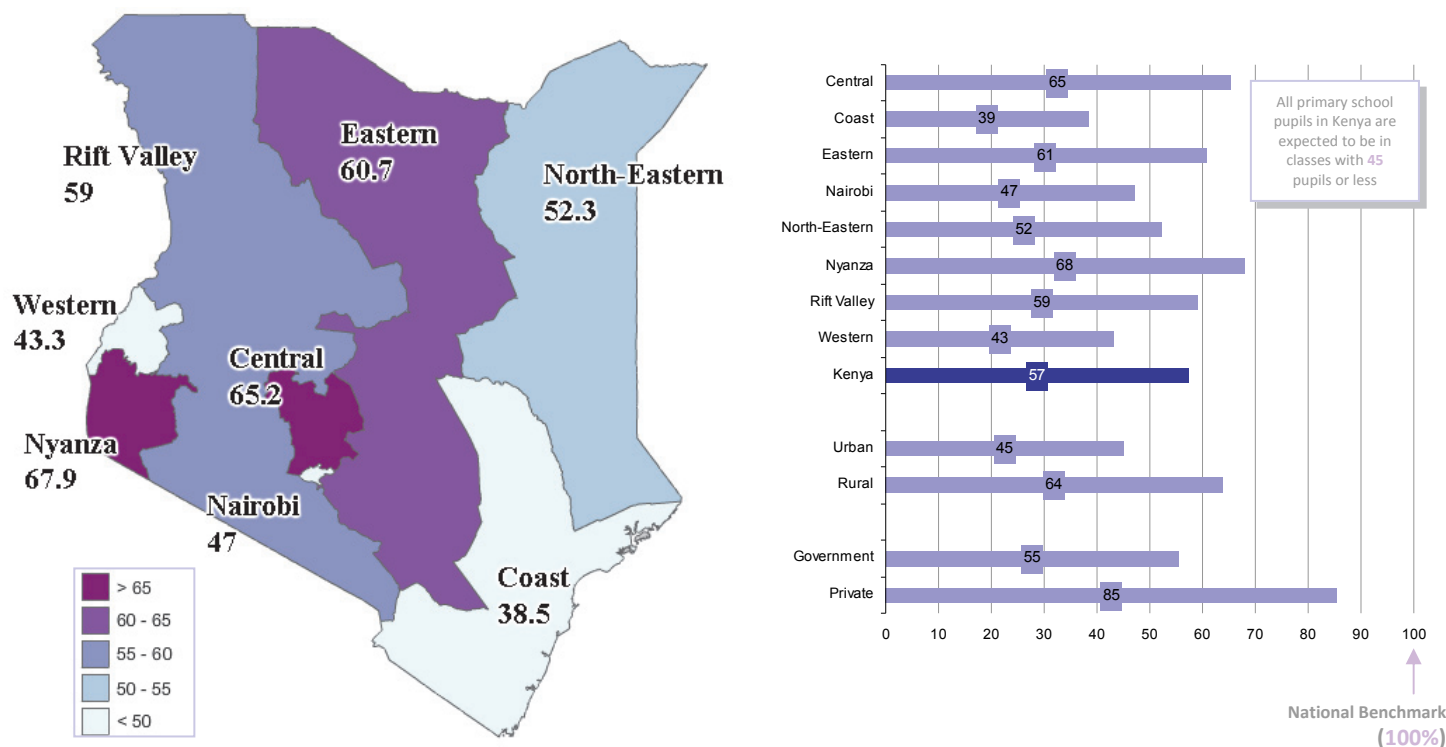 Rift Valley
59
Eastern
60.7
North-Eastern
52.3
Western
43.3
Central
65.2
Nyanza
67.9
Nairobi
47
Coast
38.5
> 65
60 - 65
55 - 60
50 - 55
< 50
Central
65
Coast
39
Eastern
61
Nairobi
47
North-Eastern
52
Nyanza
68
Rift Valley
59
Western
43
Kenya
57
Urban
45
Rural
64
Government
55
Private
85
0 10 20 30 40 50 60 70 80 90 100
All primary school
pupils in Kenya are
expected to be in
classes with 45
pupils or less
National Benchmark
(100%)